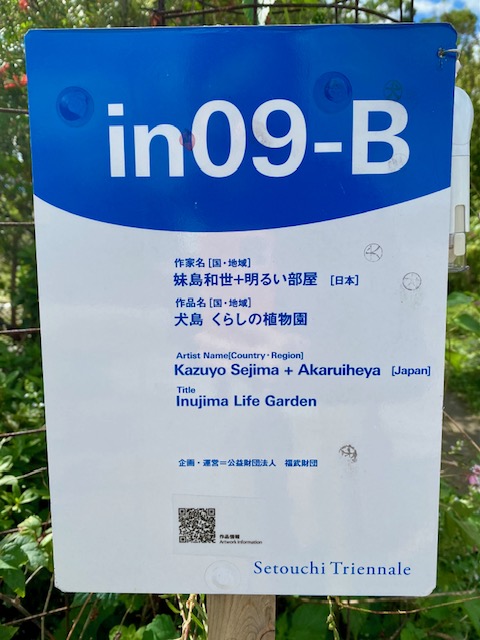 in09-B
作家名[国・地域]
妹島和世+明るい部屋 [日本]
作品名[国・地域]
犬島 くらしの植物園
Artist Name[Country・Region]
Kazuyo Sejima + Akaruiheya [Japan]
Title
Inujima Life Garden
企画・運営=公益財団法人 福武財団
作品情報
Artwork information
Setouchi Triennale